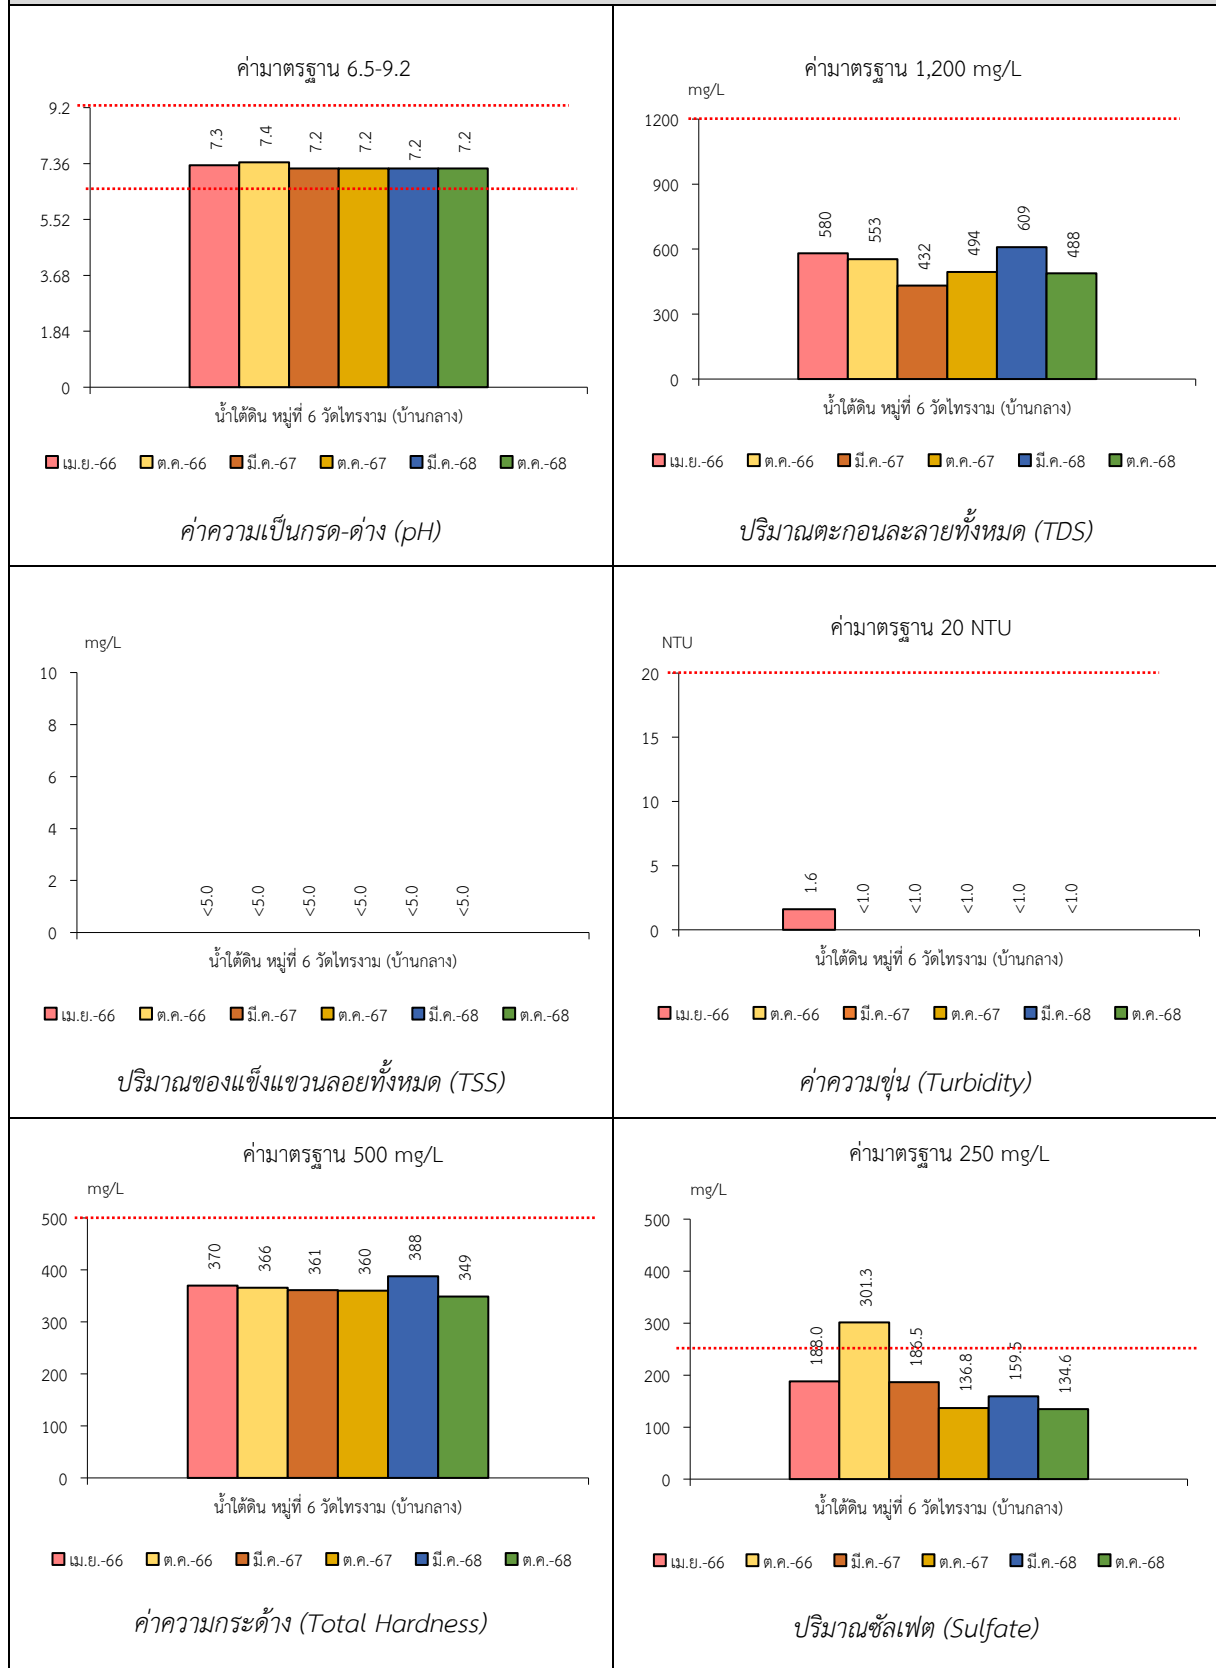 ค่ามาตรฐาน 6.5-9.2
9.2
7.36
5.52
3.68
1.84
0
7.3
7.4
7.2
7.2
7.2
7.2
น้ำใต้ดิน หมู่ที่ 6 วัดไทรงาม (บ้านกลาง)
เม.ย.-66 ต.ค.-66 มี.ค.-67 ต.ค.-67 มี.ค.-68 ต.ค.-68
ค่าความเป็นกรด-ด่าง (pH)
ค่ามาตรฐาน 1,200 mg/L
mg/L
1200
900
600
300
0
580
553
432
494
609
488
น้ำใต้ดิน หมู่ที่ 6 วัดไทรงาม (บ้านกลาง)
เม.ย.-66 ต.ค.-66 มี.ค.-67 ต.ค.-67 มี.ค.-68 ต.ค.-68
ปริมาณตะกอนละลายทั้งหมด (TDS)
mg/L
10
8
6
4
2
0
<5.0
<5.0
<5.0
<5.0
<5.0
<5.0
น้ำใต้ดิน หมู่ที่ 6 วัดไทรงาม (บ้านกลาง)
เม.ย.-66 ต.ค.-66 มี.ค.-67 ต.ค.-67 มี.ค.-68 ต.ค.-68
ปริมาณของแข็งแขวนลอยทั้งหมด (TSS)
ค่ามาตรฐาน 20 NTU
NTU
20
15
10
5
0
1.6
<1.0
<1.0
<1.0
<1.0
<1.0
น้ำใต้ดิน หมู่ที่ 6 วัดไทรงาม (บ้านกลาง)
เม.ย.-66 ต.ค.-66 มี.ค.-67 ต.ค.-67 มี.ค.-68 ต.ค.-68
ค่าความขุ่น (Turbidity)
ค่ามาตรฐาน 500 mg/L
mg/L
500
400
300
200
100
0
370
366
361
360
388
349
น้ำใต้ดิน หมู่ที่ 6 วัดไทรงาม (บ้านกลาง)
เม.ย.-66 ต.ค.-66 มี.ค.-67 ต.ค.-67 มี.ค.-68 ต.ค.-68
ค่าความกระด้าง (Total Hardness)
ค่ามาตรฐาน 250 mg/L
mg/L
500
400
300
200
100
0
188.0
301.3
186.5
136.8
159.5
134.6
น้ำใต้ดิน หมู่ที่ 6 วัดไทรงาม (บ้านกลาง)
เม.ย.-66 ต.ค.-66 มี.ค.-67 ต.ค.-67 มี.ค.-68 ต.ค.-68
ปริมาณซัลเฟต (Sulfate)